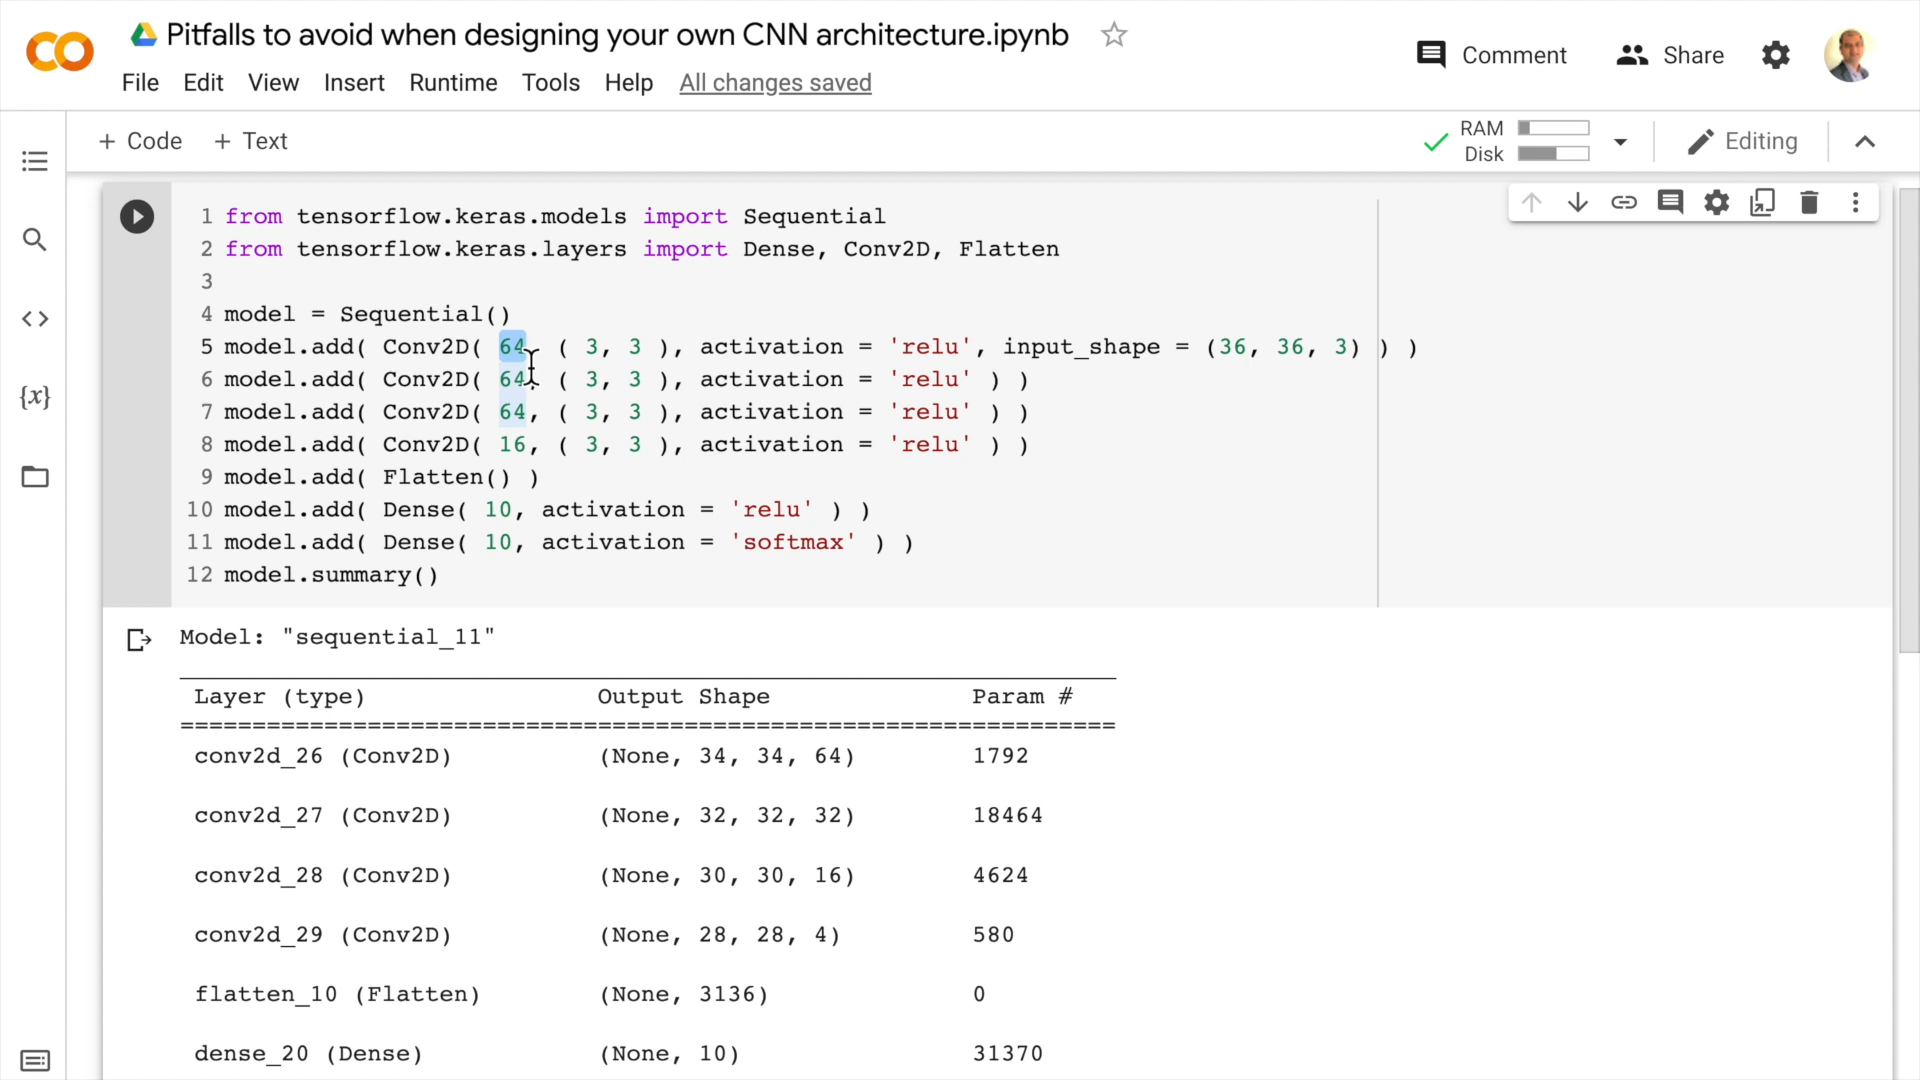 Pitfalls to avoid when designing your own CNN architecture.ipynb
File Edit View Insert Runtime Tools Help All changes saved
Comment Share
+ Code + Text
RAM
Disk
Editing
{x}
1 from tensorflow.keras.models import Sequential
2 from tensorflow.keras.layers import Dense, Conv2D, Flatten
3
4 model = Sequential()
5 model.add( Conv2D( 64, ( 3, 3 ), activation = 'relu', input_shape = (36, 36, 3) ) )
6 model.add( Conv2D( 64, ( 3, 3 ), activation = 'relu' ) )
7 model.add( Conv2D( 64, ( 3, 3 ), activation = 'relu' ) )
8 model.add( Conv2D( 16, ( 3, 3 ), activation = 'relu' ) )
9 model.add( Flatten() )
10 model.add( Dense( 10, activation = 'relu' ) )
11 model.add( Dense( 10, activation = 'softmax' ) )
12 model.summary()
Model: "sequential_11"
Layer (type) Output Shape Param #
=================================================================
conv2d_26 (Conv2D) (None, 34, 34, 64) 1792
conv2d_27 (Conv2D) (None, 32, 32, 32) 18464
conv2d_28 (Conv2D) (None, 30, 30, 16) 4624
conv2d_29 (Conv2D) (None, 28, 28, 4) 580
flatten_10 (Flatten) (None, 3136) 0
dense_20 (Dense) (None, 10) 31370